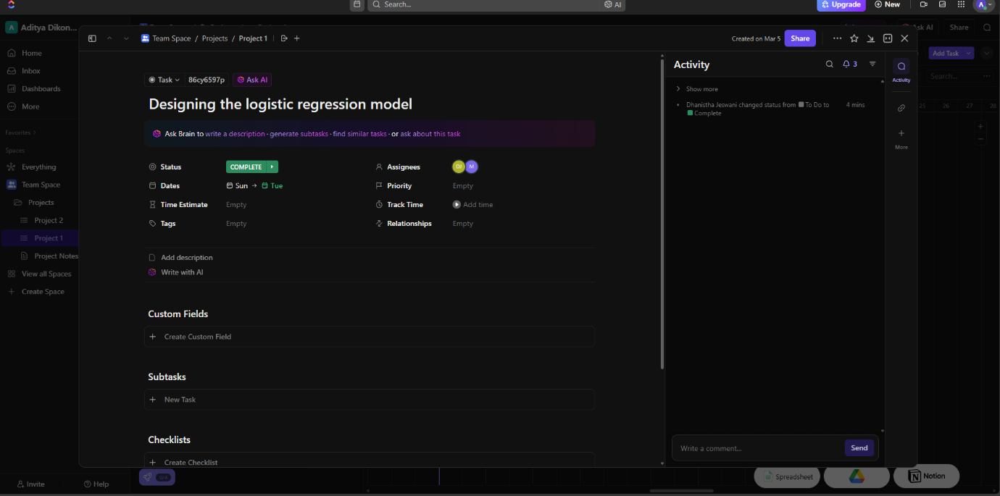 Search...
AI
Upgrade
New
A
A
Aditya Dikon...
Ask AI
Share
Team Space / Projects / Project 1
Created on Mar 5
Share
Home
Inbox
Dashboards
More
Favorites
Spaces
Everything
Team Space
Projects
Project 2
Project 1
Project Notes
View all Spaces
Create Space
Invite
Help
Task
86cy6597p
Ask AI
Designing the logistic regression model
Ask Brain to write a description · generate subtasks · find similar tasks · or ask about this task
Status
COMPLETE
Assignees
DJ
M
Dates
Sun → Tue
Priority
Empty
Time Estimate
Empty
Track Time
Add time
Tags
Empty
Relationships
Empty
Add description
Write with AI
Custom Fields
Create Custom Field
Subtasks
New Task
Checklists
Create Checklist
0/4
Activity
3
Show more
Dhanistha Jeswani changed status from To Do to
Complete
4 mins
Write a comment...
Send
Activity
More
Add Task
Search...
25 26 27 28
Spreadsheet
Notion